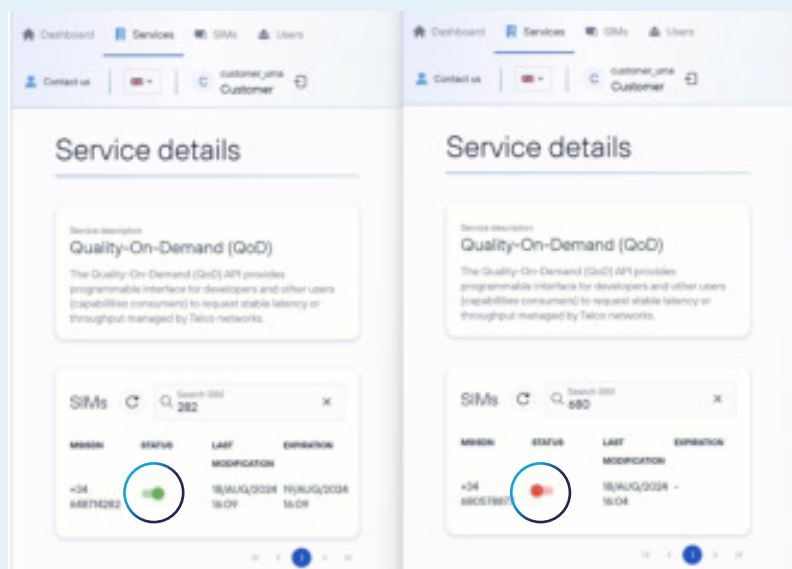 Dashboard Services SIMs Users
Contact us customer_uma
Customer
Service details
Service description
Quality-On-Demand (QoD)
The Quality-On-Demand (QoD) API provides
programmable interface for developers and other users
(capabilities consumers) to request stable latency or
throughput managed by Telco networks.
SIMs Search SIM
282
MSISDN STATUS LAST EXPIRATION
MODIFICATION
+34 18/AUG/2024 19/AUG/2024
648714282 16:09 16:09
1
Dashboard Services SIMs Users
Contact us customer_uma
Customer
Service details
Service description
Quality-On-Demand (QoD)
The Quality-On-Demand (QoD) API provides
programmable interface for developers and other users
(capabilities consumers) to request stable latency or
throughput managed by Telco networks.
SIMs Search SIM
680
MSISDN STATUS LAST EXPIRATION
MODIFICATION
+34 18/AUG/2024 -
16:04
1